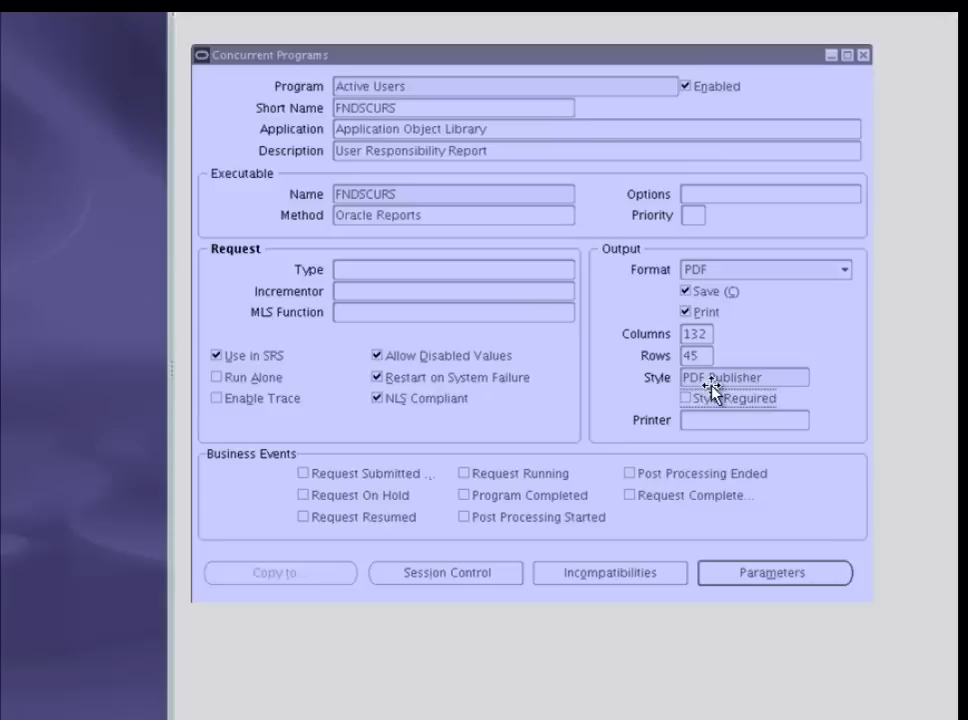 Concurrent Programs
Program Active Users Enabled
Short Name FNDSCURS
Application Application Object Library
Description User Responsibility Report
Executable
Name FNDSCURS Options
Method Oracle Reports Priority
Request Output
Type Format PDF
Incrementor Save (C)
MLS Function Print
Columns 132
Use in SRS Allow Disabled Values Rows 45
Run Alone Restart on System Failure Style PDF Publisher
Enable Trace NLS Compliant Style Required
Printer
Business Events
Request Submitted ... Request Running Post Processing Ended
Request On Hold Program Completed Request Complete...
Request Resumed Post Processing Started
Copy to... Session Control Incompatibilities Parameters